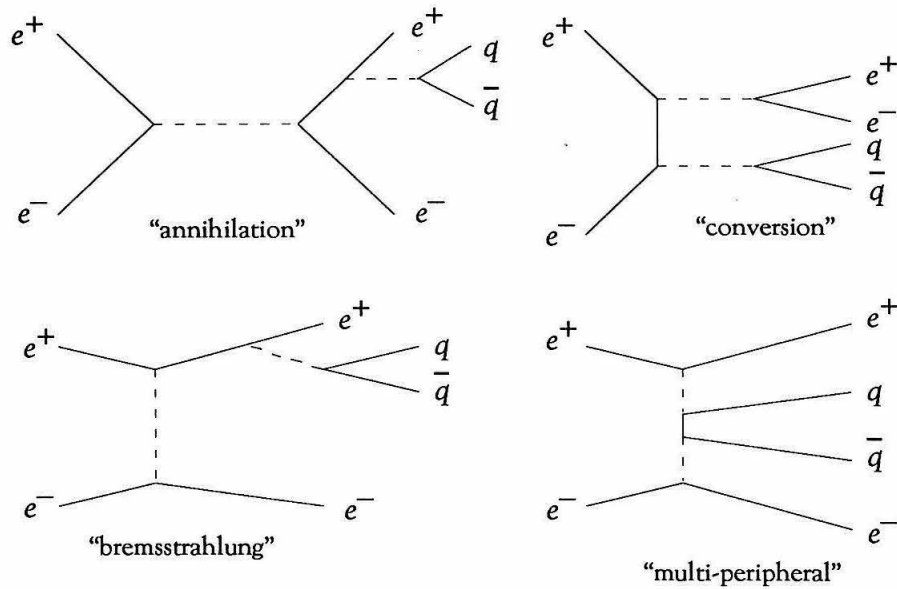 e+
e+
q
q̅
e−
e−
"annihilation"
e+
e+
e−
q
q̅
e−
"conversion"
e+
e+
q
q̅
e−
e−
"bremsstrahlung"
e+
e+
q
q̅
e−
e−
"multi-peripheral"